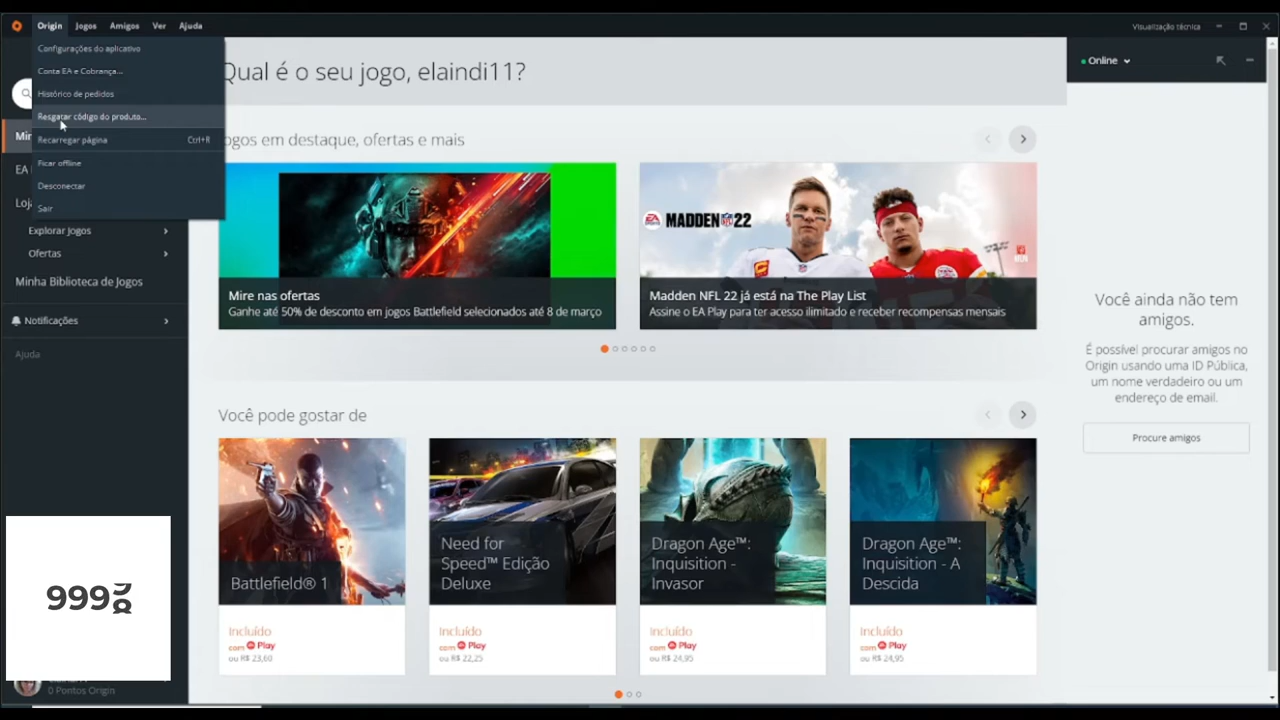 Origin Jogos Amigos Ver Ajuda
Visualização técnica
Configurações do aplicativo
Conta EA e Cobrança...
Histórico de pedidos
Resgatar código do produto...
Recarregar página Ctrl+R
Ficar offline
Desconectar
Sair
Explorar Jogos
Ofertas
Minha Biblioteca de Jogos
Notificações
Ajuda
0 Pontos Origin
Qual é o seu jogo, elaindi11?
Jogos em destaque, ofertas e mais
Mire nas ofertas
Ganhe até 50% de desconto em jogos Battlefield selecionados até 8 de março
EA MADDEN NFL 22
Madden NFL 22 já está na The Play List
Assine o EA Play para ter acesso ilimitado e receber recompensas mensais
Você pode gostar de
Battlefield® 1
Incluído
com EA Play
ou R$ 23,60
Need for
Speed™ Edição
Deluxe
Incluído
com EA Play
ou R$ 22,25
Dragon Age™:
Inquisition -
Invasor
Incluído
com EA Play
ou R$ 24,95
Dragon Age™:
Inquisition - A
Descida
Incluído
com EA Play
ou R$ 24,95
Online
Você ainda não tem
amigos.
É possível procurar amigos no
Origin usando uma ID Pública,
um nome verdadeiro ou um
endereço de email.
Procure amigos